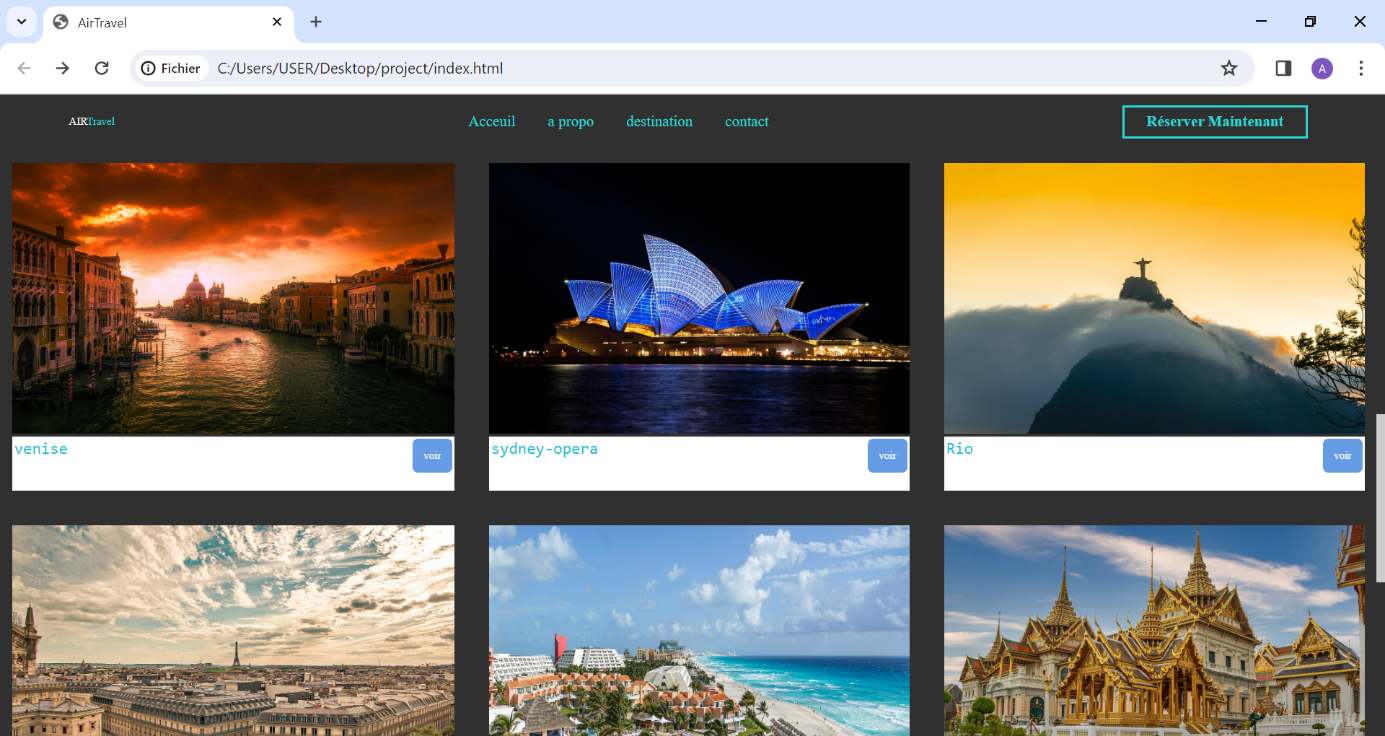 AirTravel
Fichier C:/Users/USER/Desktop/project/index.html A
AIRTravel Acceuil a propo destination contact Réserver Maintenant
venise voir sydney-opera voir Rio voir